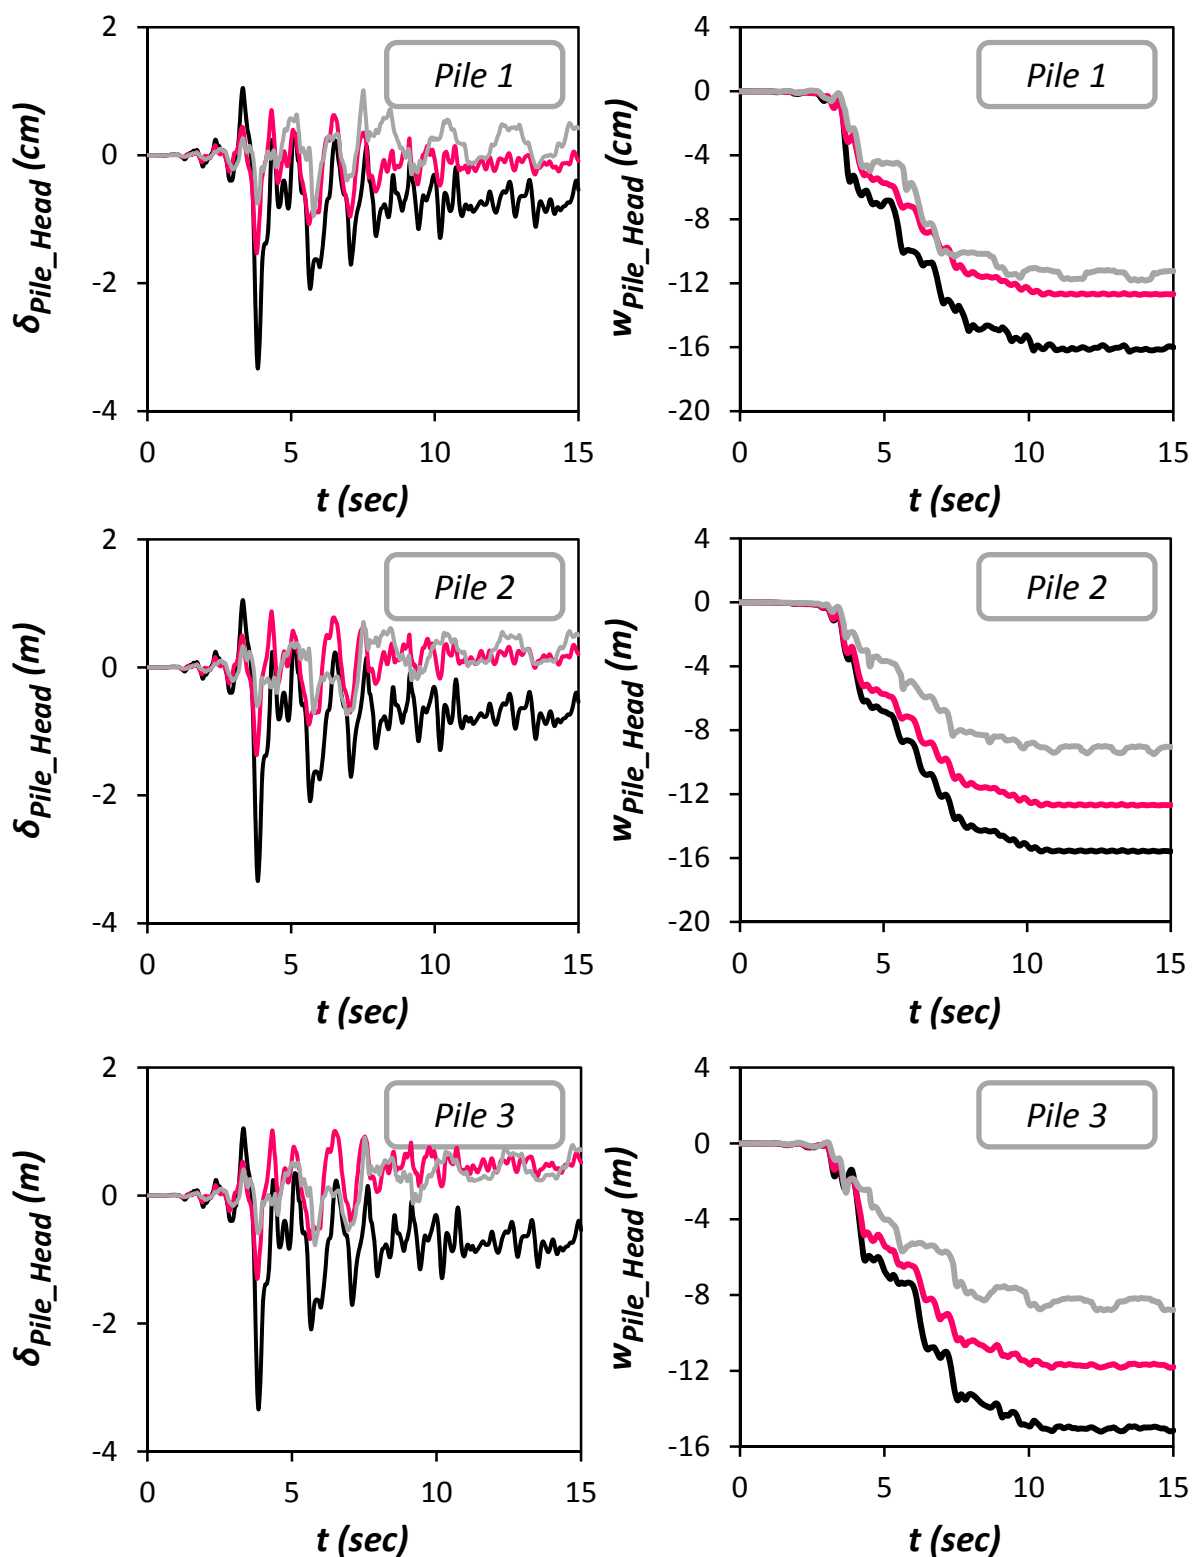 δPile_Head (cm)
2
0
-2
-4
Pile 1
0 5 10 15
t (sec)
wPile_Head (cm)
4
0
-4
-8
-12
-16
-20
Pile 1
0 5 10 15
t (sec)
δPile_Head (m)
2
0
-2
-4
Pile 2
0 5 10 15
t (sec)
wPile_Head (m)
4
0
-4
-8
-12
-16
-20
Pile 2
0 5 10 15
t (sec)
δPile_Head (m)
2
0
-2
-4
Pile 3
0 5 10 15
t (sec)
wPile_Head (m)
4
0
-4
-8
-12
-16
Pile 3
0 5 10 15
t (sec)